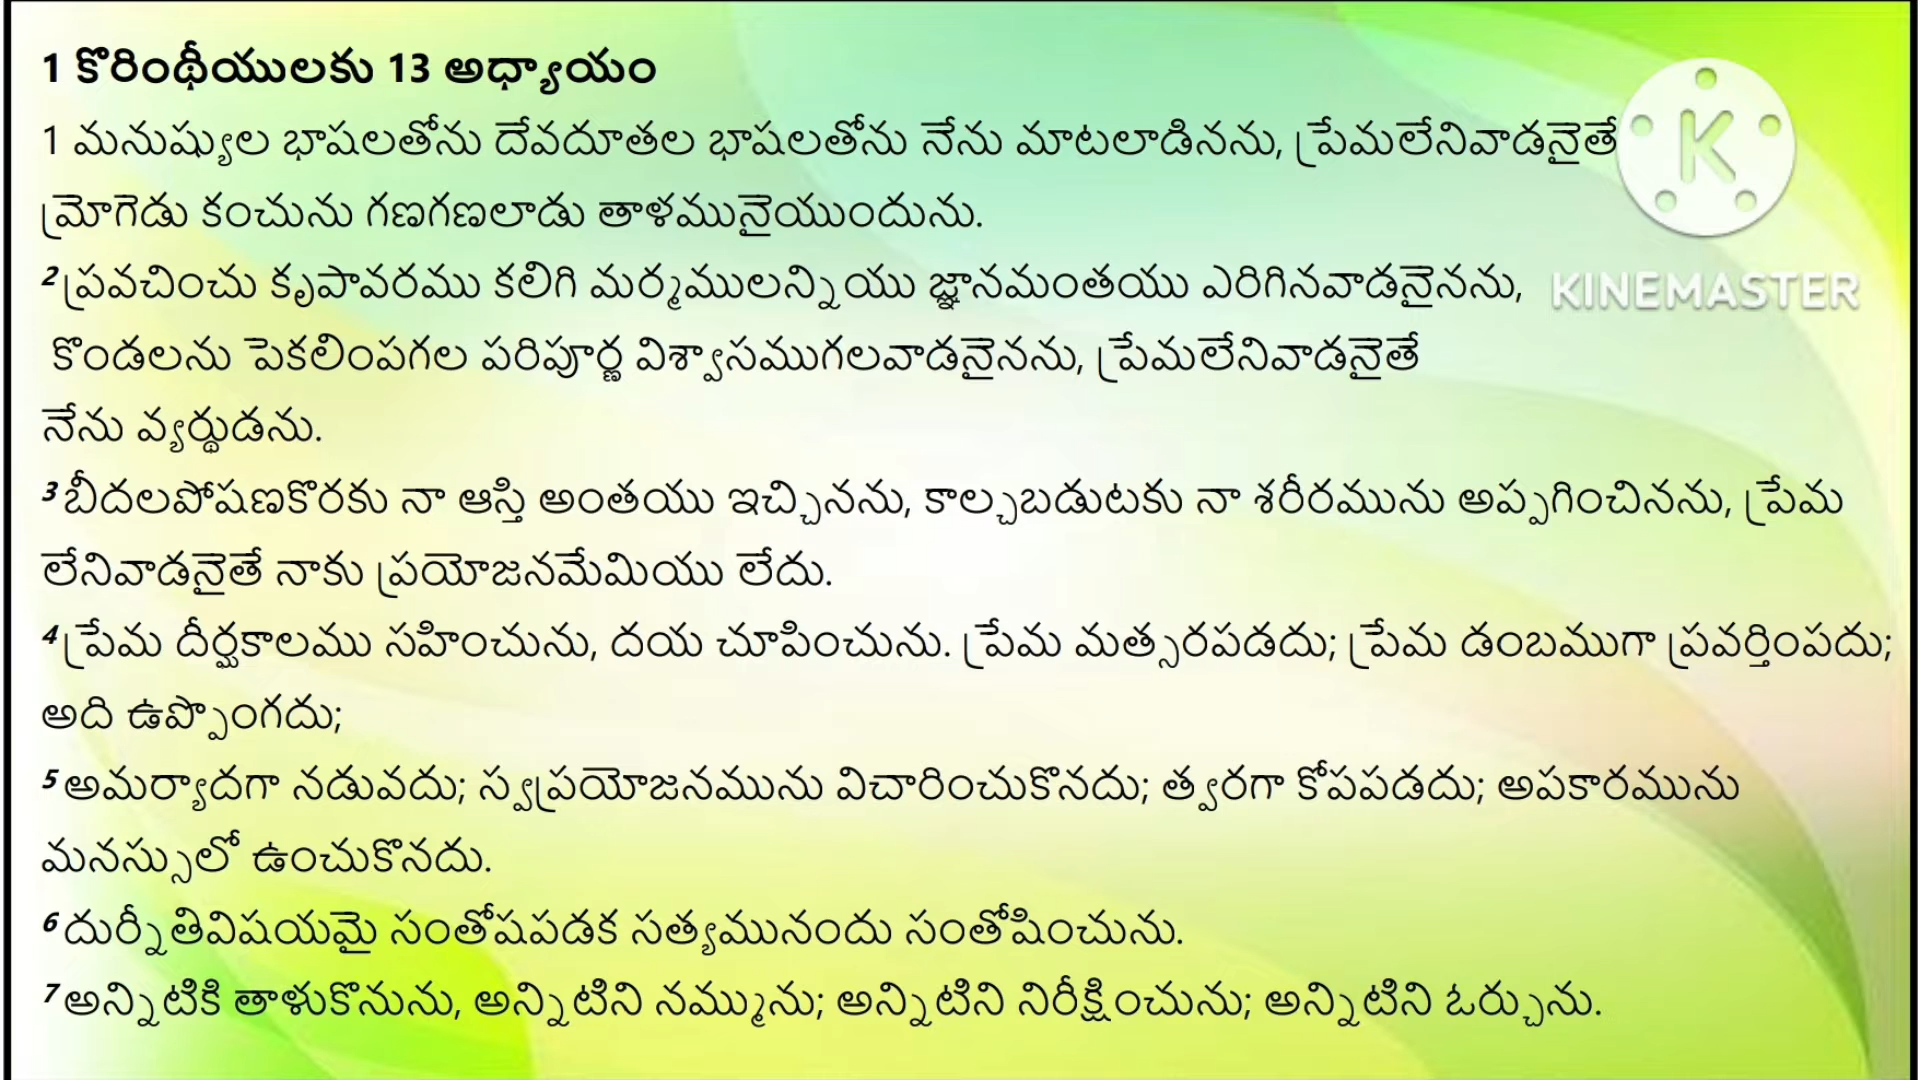 1 కొరింథీయులకు 13 అధ్యాయం
1 మనుష్యుల భాషలతోను దేవదూతల భాషలతోను నేను మాటలాడినను, ప్రేమలేనివాడనైతే
మ్రోగెడు కంచును గణగణలాడు తాళమునైయుందును.
2 ప్రవచించు కృపావరము కలిగి మర్మములన్నియు జ్ఞానమంతయు ఎరిగినవాడనైనను,
కొండలను పెకలింపగల పరిపూర్ణ విశ్వాసముగలవాడనైనను, ప్రేమలేనివాడనైతే
నేను వ్యర్థుడను.
3 బీదలపోషణకొరకు నా ఆస్తి అంతయు ఇచ్చినను, కాల్చబడుటకు నా శరీరమును అప్పగించినను, ప్రేమ
లేనివాడనైతే నాకు ప్రయోజనమేమియు లేదు.
4 ప్రేమ దీర్ఘకాలము సహించును, దయ చూపించును. ప్రేమ మత్సరపడదు; ప్రేమ డంబముగా ప్రవర్తింపదు;
అది ఉప్పొంగదు;
5 అమర్యాదగా నడువదు; స్వప్రయోజనమును విచారించుకొనదు; త్వరగా కోపపడదు; అపకారమును
మనస్సులో ఉంచుకొనదు.
6 దుర్నీతివిషయమై సంతోషపడక సత్యమునందు సంతోషించును.
7 అన్నిటికి తాళుకొనును, అన్నిటిని నమ్మును; అన్నిటిని నిరీక్షించును; అన్నిటిని ఓర్చును.
K
KINEMASTER